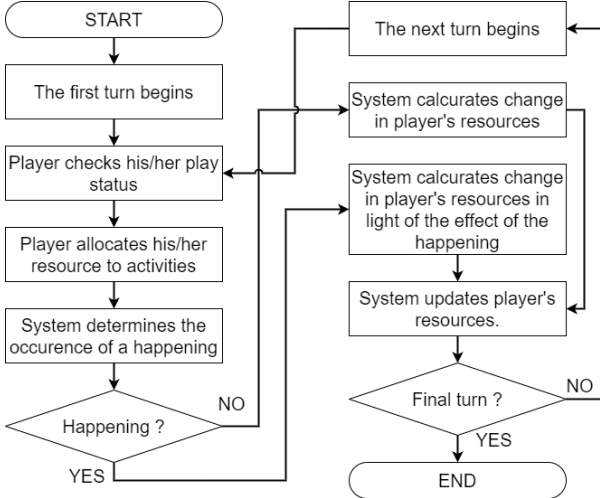 START
The first turn begins
Player checks his/her play
status
Player allocates his/her
resource to activities
System determines the
occurence of a happening
Happening ?
NO
YES
The next turn begins
System calcurates change
in player's resources
System calcurates change
in player's resources in
light of the effect of the
happening
System updates player's
resources.
Final turn ?
NO
YES
END